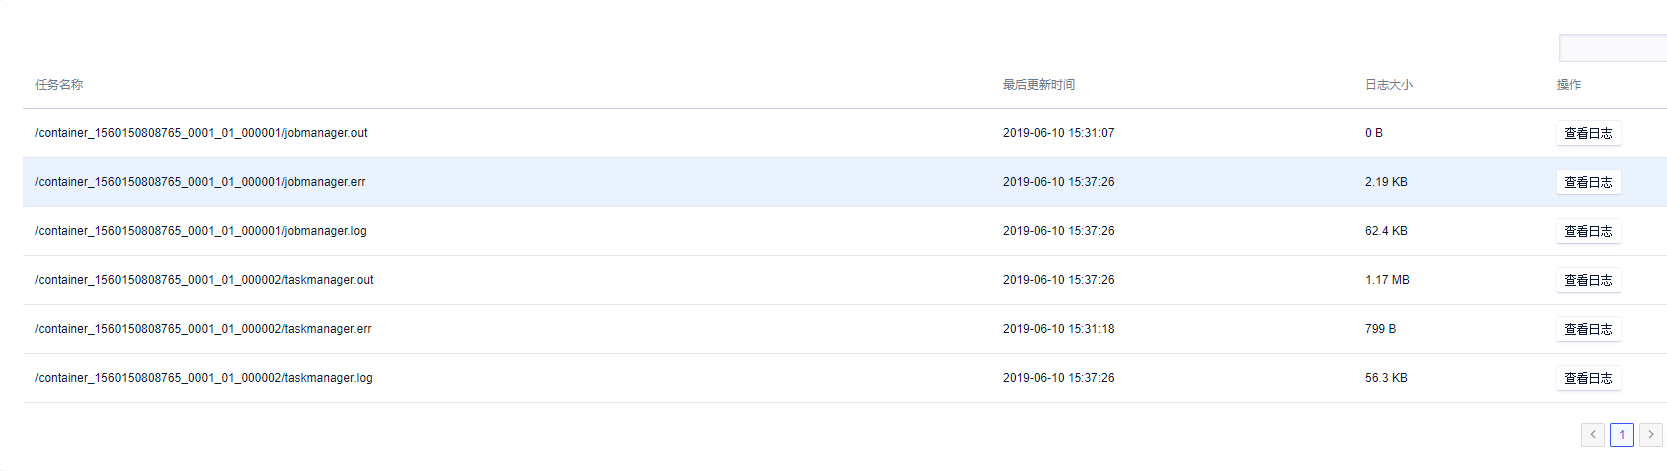 任务名称 最后更新时间 日志大小 操作
/container_1560150808765_0001_01_000001/jobmanager.out 2019-06-10 15:31:07 0 B 查看日志
/container_1560150808765_0001_01_000001/jobmanager.err 2019-06-10 15:37:26 2.19 KB 查看日志
/container_1560150808765_0001_01_000001/jobmanager.log 2019-06-10 15:37:26 62.4 KB 查看日志
/container_1560150808765_0001_01_000002/taskmanager.out 2019-06-10 15:37:26 1.17 MB 查看日志
/container_1560150808765_0001_01_000002/taskmanager.err 2019-06-10 15:31:18 799 B 查看日志
/container_1560150808765_0001_01_000002/taskmanager.log 2019-06-10 15:37:26 56.3 KB 查看日志
1